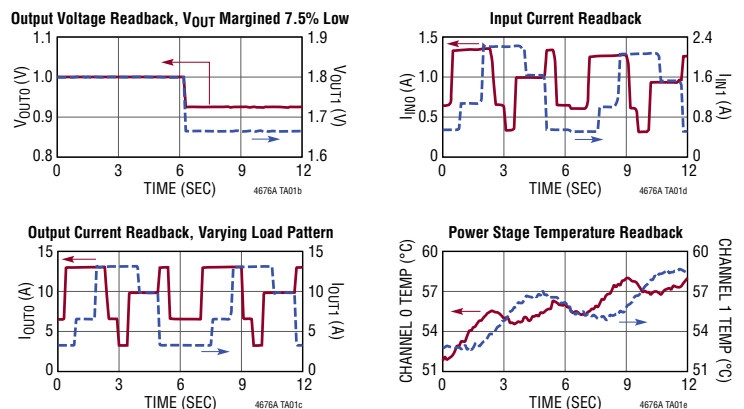 Output Voltage Readback, VOUT Margined 7.5% Low
1.1
1.0
0.9
0.8
VOUT0 (V)
1.9
1.8
1.7
1.6
VOUT1 (V)
0
3
6
9
12
TIME (SEC)
4676A TA01b
Input Current Readback
1.5
1.0
0.5
0
IIN0 (A)
2.4
1.6
0.8
0
IIN1 (A)
0
3
6
9
12
TIME (SEC)
4676A TA01d
Output Current Readback, Varying Load Pattern
15
10
5
0
IOUT0 (A)
15
10
5
0
IOUT1 (A)
0
3
6
9
12
TIME (SEC)
4676A TA01c
Power Stage Temperature Readback
60
57
54
51
CHANNEL 0 TEMP (°C)
60
57
54
51
CHANNEL 1 TEMP (°C)
0
3
6
9
12
TIME (SEC)
4676A TA01e